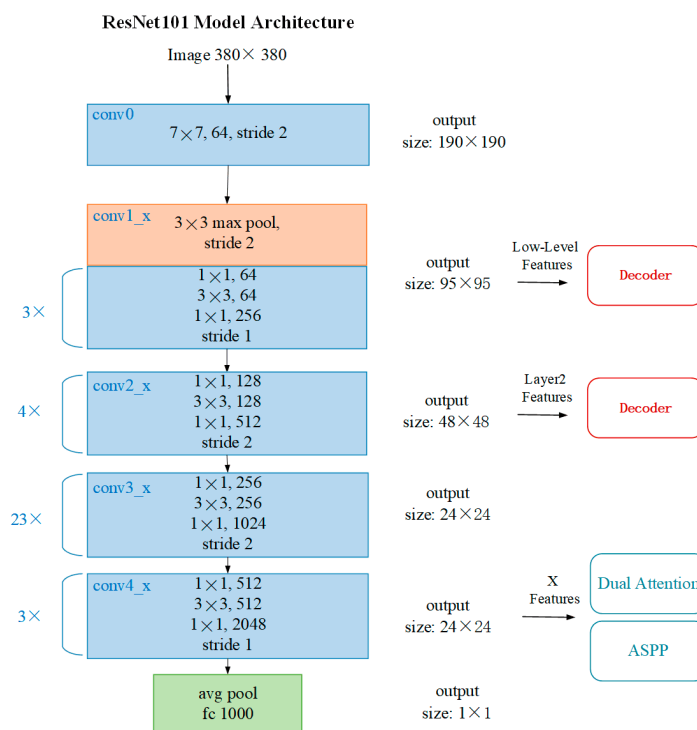 ResNet101 Model Architecture
Image 380× 380
conv0
7×7, 64, stride 2
output
size: 190×190
conv1_x
3×3 max pool,
stride 2
3×
1×1, 64
3×3, 64
1×1, 256
stride 1
output
size: 95×95
Low-Level
Features
Decoder
4×
conv2_x
1×1, 128
3×3, 128
1×1, 512
stride 2
output
size: 48×48
Layer2
Features
Decoder
23×
conv3_x
1×1, 256
3×3, 256
1×1, 1024
stride 2
output
size: 24×24
3×
conv4_x
1×1, 512
3×3, 512
1×1, 2048
stride 1
output
size: 24×24
X
Features
Dual Attention
ASPP
avg pool
fc 1000
output
size: 1×1